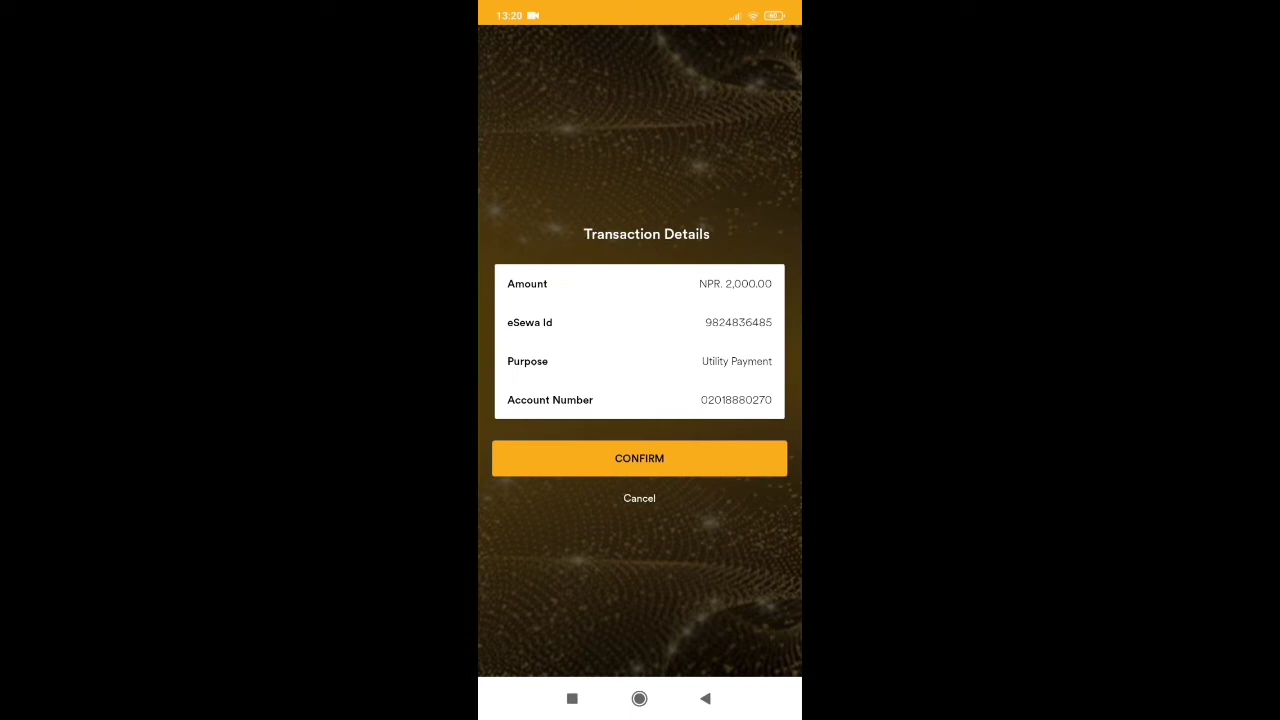 13:20
60
Transaction Details
Amount NPR. 2,000.00
eSewa Id 9824836485
Purpose Utility Payment
Account Number 02018880270
CONFIRM
Cancel